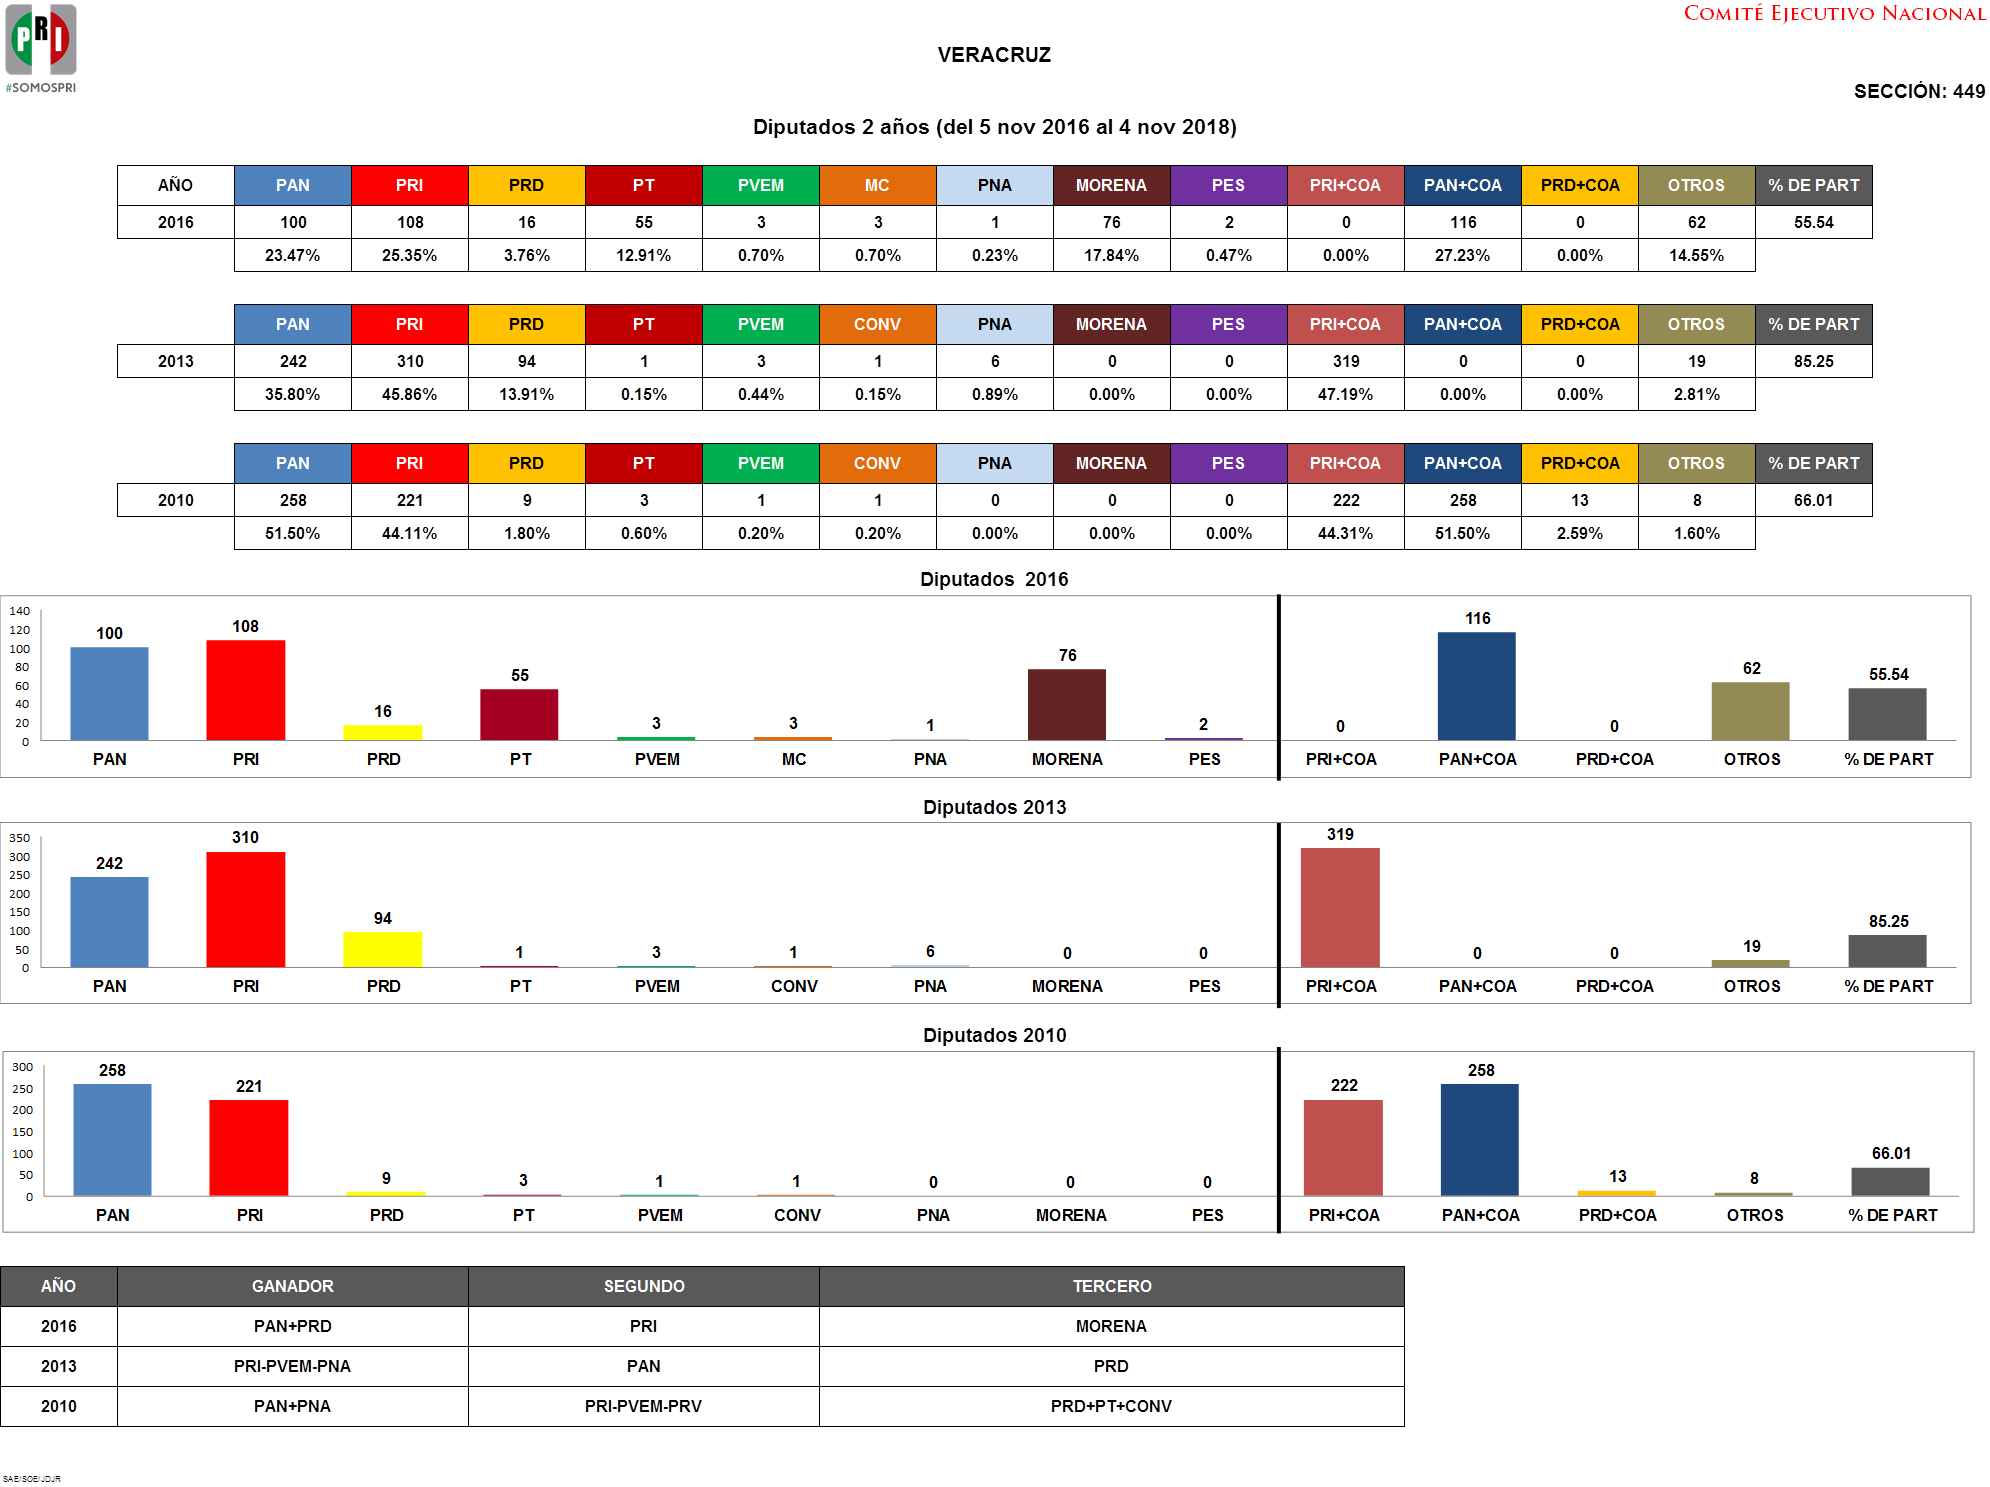 PRI
#SOMOSPRI
COMITÉ EJECUTIVO NACIONAL
VERACRUZ
SECCIÓN: 449
Diputados 2 años (del 5 nov 2016 al 4 nov 2018)
AÑO PAN PRI PRD PT PVEM MC PNA MORENA PES PRI+COA PAN+COA PRD+COA OTROS % DE PART
2016 100 108 16 55 3 3 1 76 2 0 116 0 62 55.54
23.47% 25.35% 3.76% 12.91% 0.70% 0.70% 0.23% 17.84% 0.47% 0.00% 27.23% 0.00% 14.55%
PAN PRI PRD PT PVEM CONV PNA MORENA PES PRI+COA PAN+COA PRD+COA OTROS % DE PART
2013 242 310 94 1 3 1 6 0 0 319 0 0 19 85.25
35.80% 45.86% 13.91% 0.15% 0.44% 0.15% 0.89% 0.00% 0.00% 47.19% 0.00% 0.00% 2.81%
PAN PRI PRD PT PVEM CONV PNA MORENA PES PRI+COA PAN+COA PRD+COA OTROS % DE PART
2010 258 221 9 3 1 1 0 0 0 222 258 13 8 66.01
51.50% 44.11% 1.80% 0.60% 0.20% 0.20% 0.00% 0.00% 0.00% 44.31% 51.50% 2.59% 1.60%
Diputados 2016
140
120
100
80
60
40
20
0
100 108 16 55 3 3 1 76 2 0 116 0 62 55.54
PAN PRI PRD PT PVEM MC PNA MORENA PES PRI+COA PAN+COA PRD+COA OTROS % DE PART
Diputados 2013
350
300
250
200
150
100
50
0
242 310 94 1 3 1 6 0 0 319 0 0 19 85.25
PAN PRI PRD PT PVEM CONV PNA MORENA PES PRI+COA PAN+COA PRD+COA OTROS % DE PART
Diputados 2010
300
250
200
150
100
50
0
258 221 9 3 1 1 0 0 0 222 258 13 8 66.01
PAN PRI PRD PT PVEM CONV PNA MORENA PES PRI+COA PAN+COA PRD+COA OTROS % DE PART
AÑO GANADOR SEGUNDO TERCERO
2016 PAN+PRD PRI MORENA
2013 PRI-PVEM-PNA PAN PRD
2010 PAN+PNA PRI-PVEM-PRV PRD+PT+CONV
SAE/SOE/JDJR